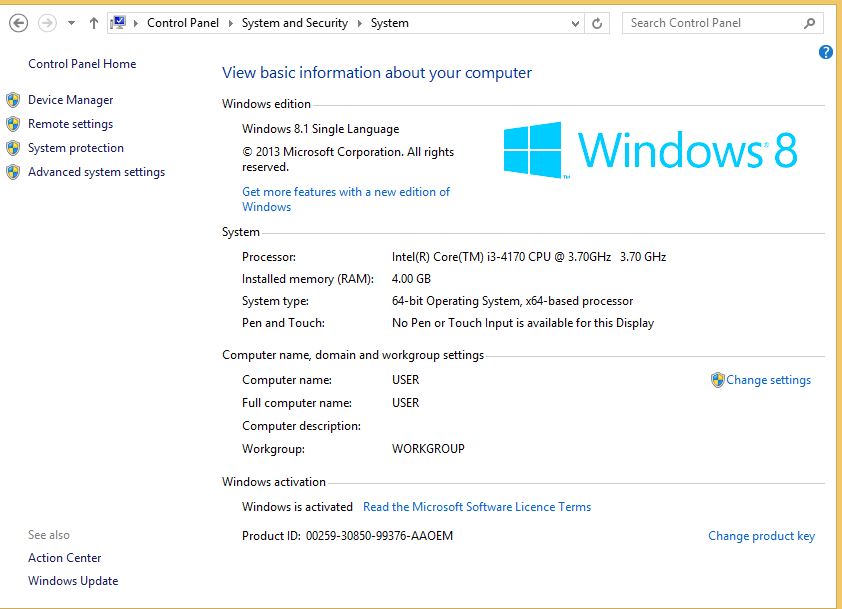 Control Panel ▸ System and Security ▸ System
Search Control Panel
?
Control Panel Home
Device Manager
Remote settings
System protection
Advanced system settings
View basic information about your computer
Windows edition
Windows 8.1 Single Language
© 2013 Microsoft Corporation. All rights
reserved.
Get more features with a new edition of
Windows
™ Windows® 8
System
Processor: Intel(R) Core(TM) i3-4170 CPU @ 3.70GHz 3.70 GHz
Installed memory (RAM): 4.00 GB
System type: 64-bit Operating System, x64-based processor
Pen and Touch: No Pen or Touch Input is available for this Display
Computer name, domain and workgroup settings
Computer name: USER
Change settings
Full computer name: USER
Computer description:
Workgroup: WORKGROUP
Windows activation
Windows is activated Read the Microsoft Software Licence Terms
Product ID: 00259-30850-99376-AAOEM
Change product key
See also
Action Center
Windows Update